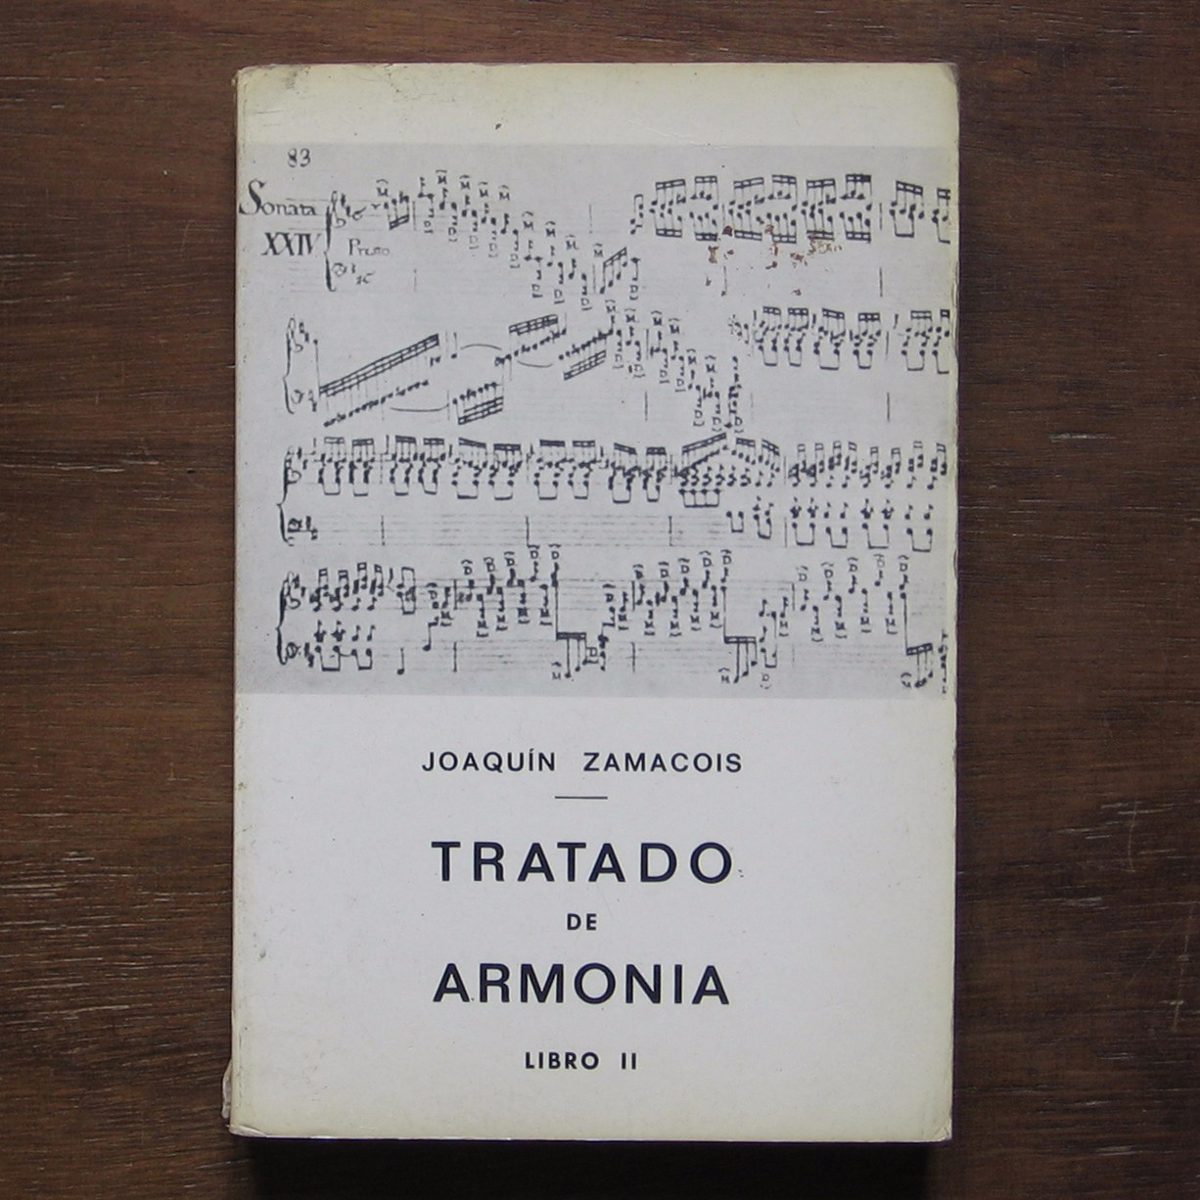 83
Sonata
XXIV
Presto
JOAQUÍN ZAMACOIS
TRATADO
DE
ARMONIA
LIBRO II